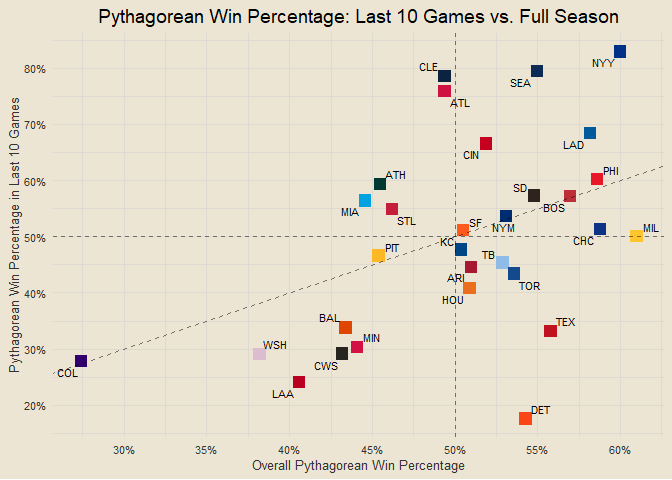 Pythagorean Win Percentage: Last 10 Games vs. Full Season
Pythagorean Win Percentage in Last 10 Games
80%
70%
60%
50%
40%
30%
20%
NYY
CLE
SEA
ATL
LAD
CIN
PHI
ATH
SD
BOS
MIA
STL
NYM
SF
KC
CHC
MIL
PIT
TB
ARI
TOR
HOU
BAL
TEX
MIN
WSH
CWS
COL
LAA
DET
30%
35%
40%
45%
50%
55%
60%
Overall Pythagorean Win Percentage